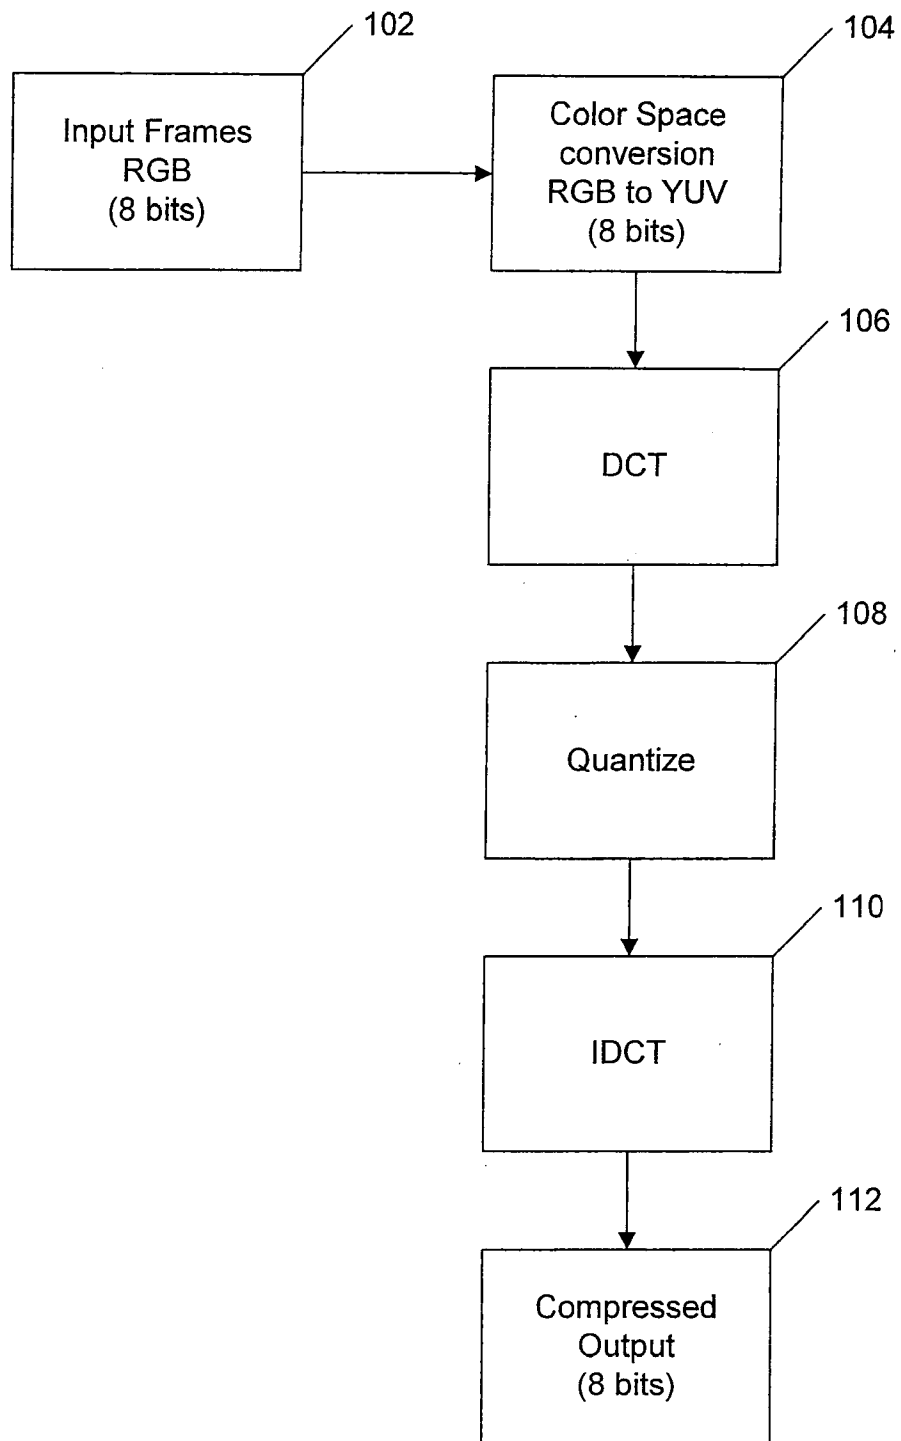 102
Input Frames
RGB
(8 bits)
104
Color Space
conversion
RGB to YUV
(8 bits)
106
DCT
108
Quantize
110
IDCT
112
Compressed
Output
(8 bits)